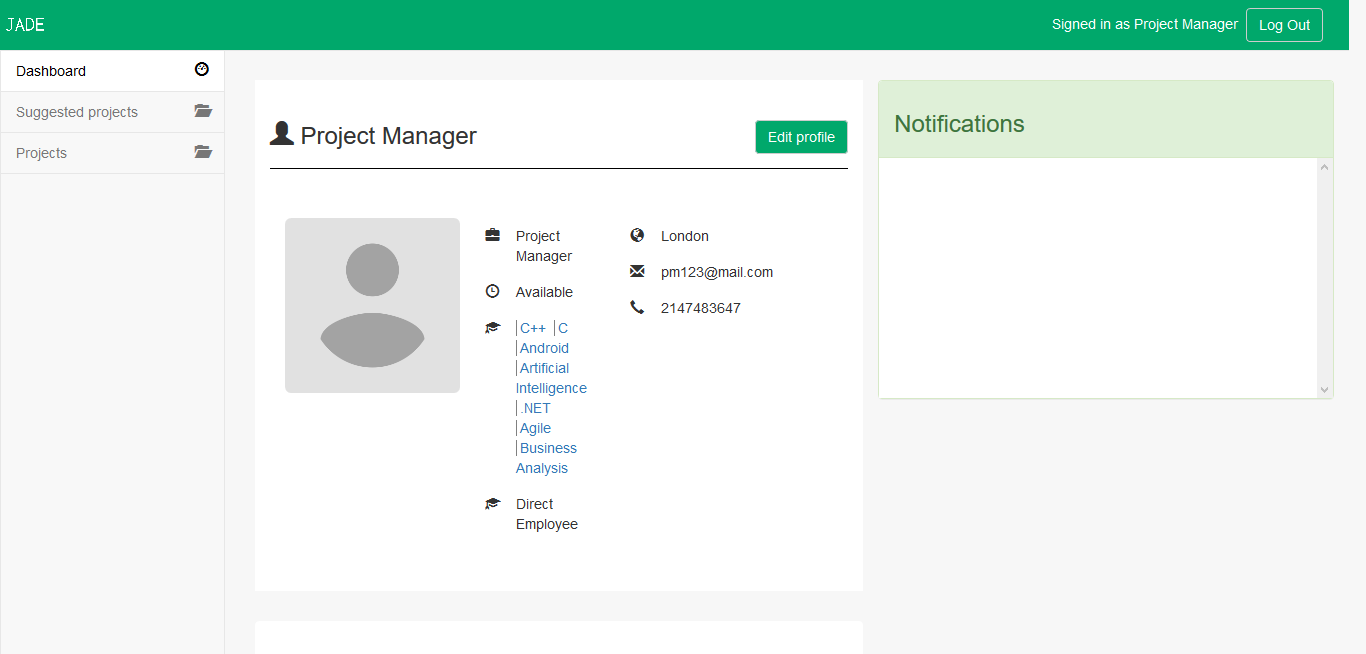 JADE
Signed in as Project Manager
Log Out
Dashboard
Suggested projects
Projects
Project Manager
Edit profile
Project
Manager
Available
C++ C
Android
Artificial
Intelligence
.NET
Agile
Business
Analysis
Direct
Employee
London
pm123@mail.com
2147483647
Notifications